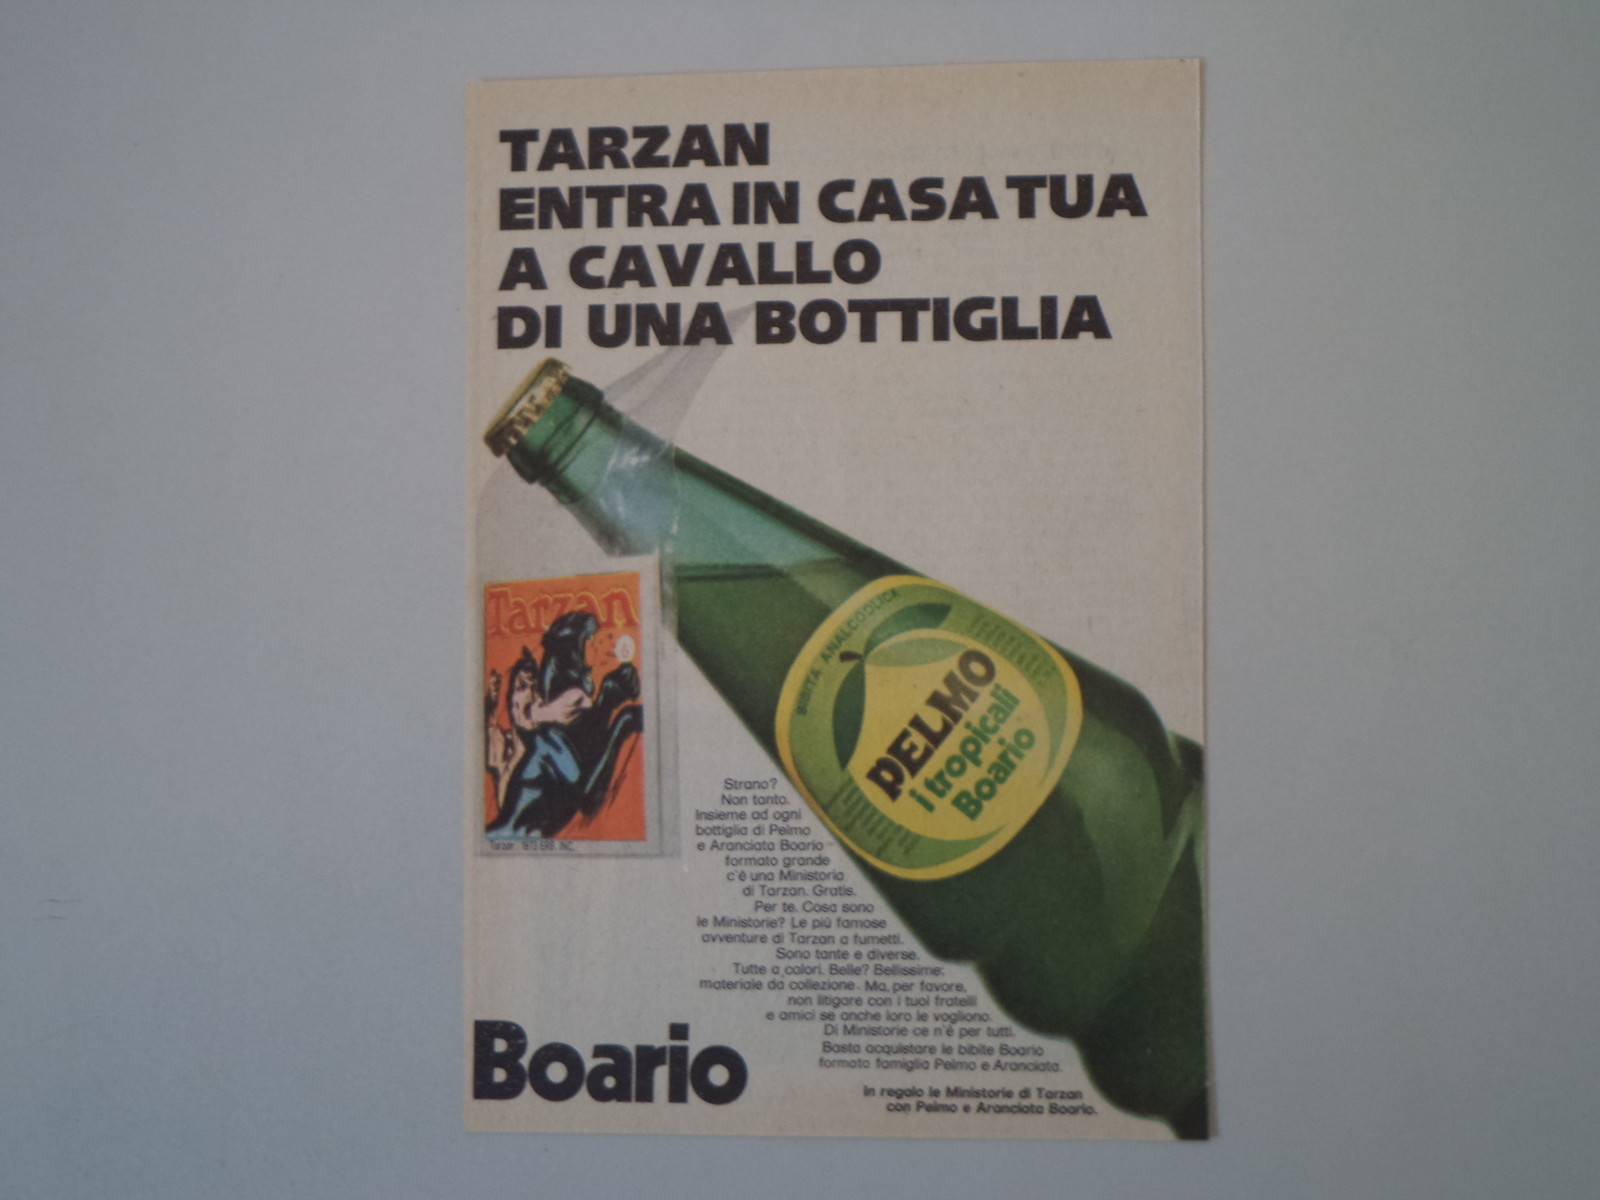 TARZAN
ENTRA IN CASA TUA
A CAVALLO
DI UNA BOTTIGLIA
Tarzan
Tarzan 1973 ERB, INC.
BIBITA ANALCOOLICA
PELMO
i tropicali
Boario
Strano?
Non tanto.
Insieme ad ogni
bottiglia di Pelmo
e Aranciata Boario
formato grande
c'é una Ministoria
di Tarzan. Gratis.
Per te. Cosa sono
le Ministorie? Le più famose
avventure di Tarzan a fumetti.
Sono tante e diverse.
Tutte a colori. Belle? Bellissime:
materiale da collezione. Ma, per favore,
non litigare con i tuoi fratelli
e amici se anche loro le vogliono.
Di Ministorie ce n'é per tutti.
Basta acquistare le bibite Boario
formato famiglia Pelmo e Aranciata.
In regalo le Ministorie di Tarzan
con Pelmo e Aranciata Boario.
Boario